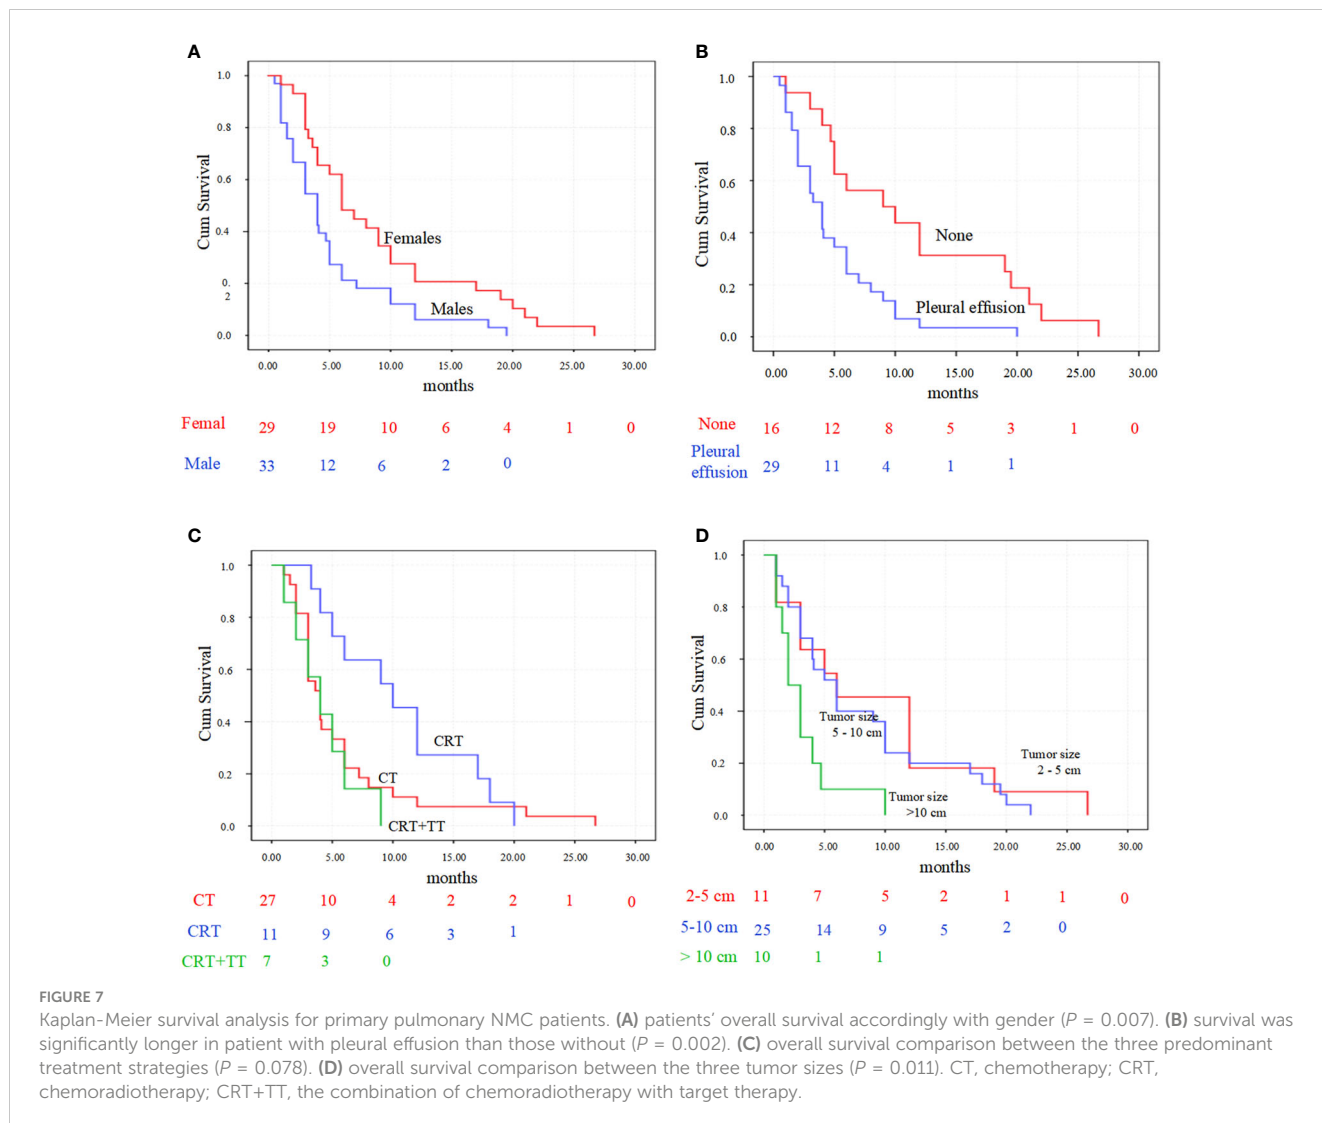 A
1.0
0.8
0.6
0.4
0.
2
0.0
Cum Survival
Females
Males
0.00 5.00 10.00 15.00 20.00 25.00 30.00
months
Femal 29 19 10 6 4 1 0
Male 33 12 6 2 0
B
1.0
0.8
0.6
0.4
0.2
0.0
Cum Survival
None
Pleural effusion
0.00 5.00 10.00 15.00 20.00 25.00 30.00
months
None 16 12 8 5 3 1 0
Pleural
effusion 29 11 4 1 1
C
1.0
0.8
0.6
0.4
0.2
0.0
Cum Survival
CRT
CT
CRT+TT
0.00 5.00 10.00 15.00 20.00 25.00 30.00
months
CT 27 10 4 2 2 1 0
CRT 11 9 6 3 1
CRT+TT 7 3 0
D
1.0
0.8
0.6
0.4
0.2
0.0
Cum Survival
Tumor size
5 - 10 cm
Tumor size
2 - 5 cm
Tumor size
>10 cm
0.00 5.00 10.00 15.00 20.00 25.00 30.00
months
2-5 cm 11 7 5 2 1 1 0
5-10 cm 25 14 9 5 2 0
> 10 cm 10 1 1
FIGURE 7
Kaplan-Meier survival analysis for primary pulmonary NMC patients. (A) patients' overall survival accordingly with gender (P = 0.007). (B) survival was
significantly longer in patient with pleural effusion than those without (P = 0.002). (C) overall survival comparison between the three predominant
treatment strategies (P = 0.078). (D) overall survival comparison between the three tumor sizes (P = 0.011). CT, chemotherapy; CRT,
chemoradiotherapy; CRT+TT, the combination of chemoradiotherapy with target therapy.